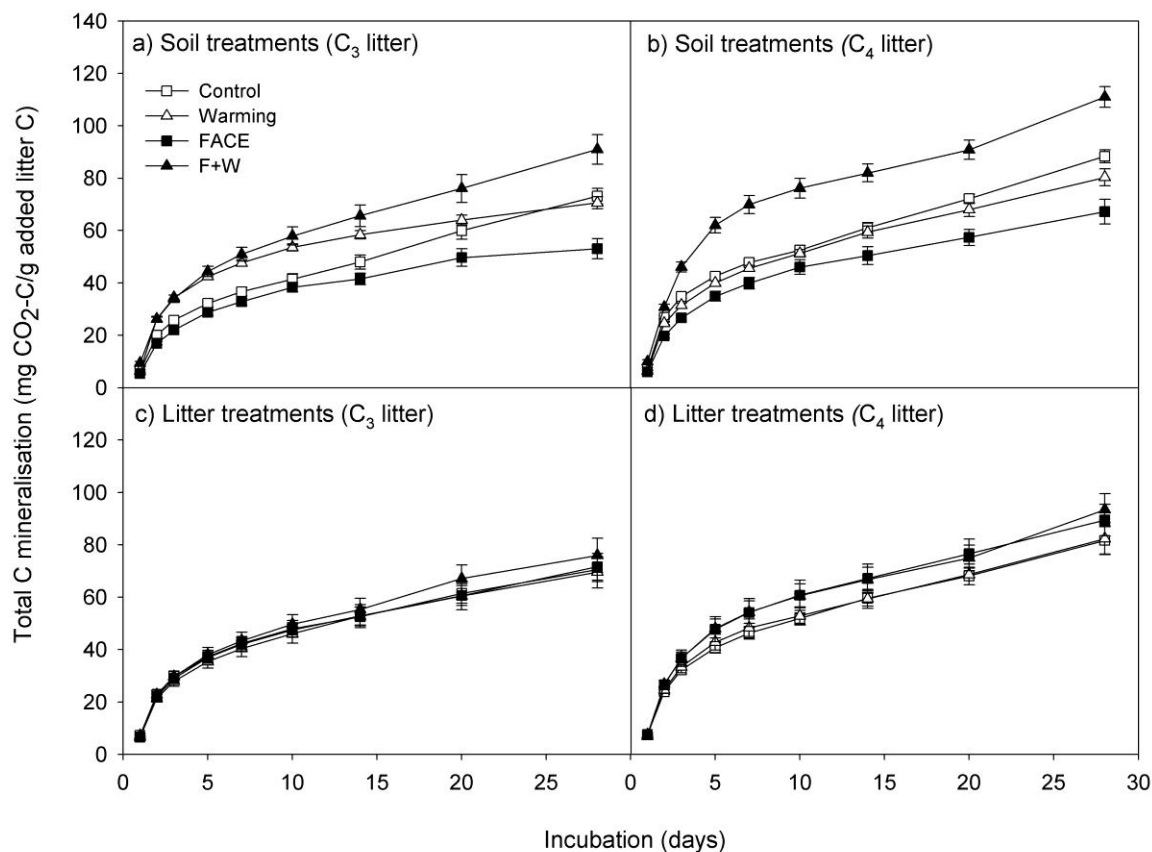 Total C mineralisation (mg CO2-C/g added litter C)
140
120
100
80
60
40
20
0
a) Soil treatments (C3 litter)
Control
Warming
FACE
F+W
b) Soil treatments (C4 litter)
120
100
80
60
40
20
0
c) Litter treatments (C3 litter)
d) Litter treatments (C4 litter)
0 5 10 15 20 25 0 5 10 15 20 25 30
Incubation (days)